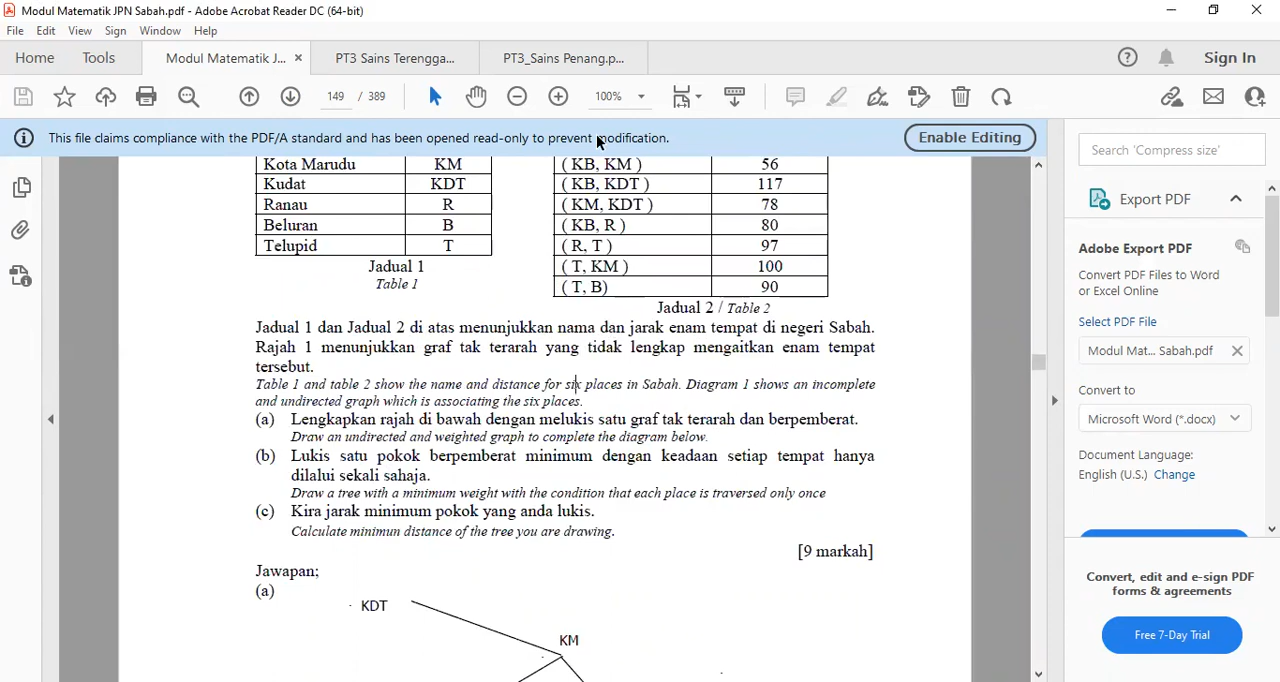 Modul Matematik JPN Sabah.pdf - Adobe Acrobat Reader DC (64-bit)
File Edit View Sign Window Help
Home Tools Modul Matematik J... × PT3 Sains Terengga... PT3_Sains Penang.p... Sign In
149 / 389 100%
This file claims compliance with the PDF/A standard and has been opened read-only to prevent modification. Enable Editing
Kota Marudu KM
Kudat KDT
Ranau R
Beluran B
Telupid T
Jadual 1
Table 1
( KB, KM ) 56
( KB, KDT ) 117
( KM, KDT ) 78
( KB, R ) 80
( R, T ) 97
( T, KM ) 100
( T, B) 90
Jadual 2 / Table 2
Jadual 1 dan Jadual 2 di atas menunjukkan nama dan jarak enam tempat di negeri Sabah.
Rajah 1 menunjukkan graf tak terarah yang tidak lengkap mengaitkan enam tempat
tersebut.
Table 1 and table 2 show the name and distance for six places in Sabah. Diagram 1 shows an incomplete
and undirected graph which is associating the six places.
(a) Lengkapkan rajah di bawah dengan melukis satu graf tak terarah dan berpemberat.
Draw an undirected and weighted graph to complete the diagram below.
(b) Lukis satu pokok berpemberat minimum dengan keadaan setiap tempat hanya
dilalui sekali sahaja.
Draw a tree with a minimum weight with the condition that each place is traversed only once
(c) Kira jarak minimum pokok yang anda lukis.
Calculate minimun distance of the tree you are drawing.
[9 markah]
Jawapan;
(a)
KDT
KM
Search 'Compress size'
Export PDF
Adobe Export PDF
Convert PDF Files to Word
or Excel Online
Select PDF File
Modul Mat... Sabah.pdf
Convert to
Microsoft Word (*.docx)
Document Language:
English (U.S.) Change
Convert, edit and e-sign PDF
forms & agreements
Free 7-Day Trial